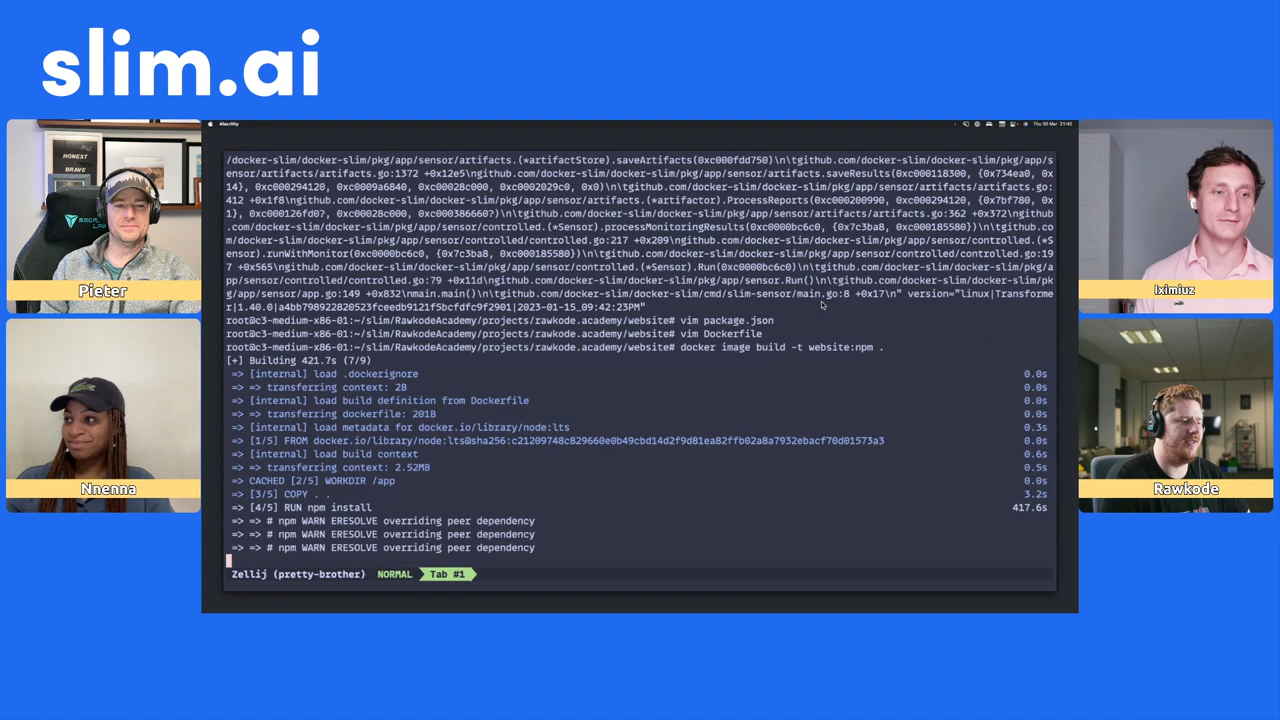 slim.ai
Alacritty
Thu 30 Mar 21:42
HONEST
BRAVE
Pieter
Nnenna
Iximiuz
Rawkode
/docker-slim/docker-slim/pkg/app/sensor/artifacts.(*artifactStore).saveArtifacts(0xc000fdd750)\n\tgithub.com/docker-slim/docker-slim/pkg/app/s
ensor/artifacts/artifacts.go:1372 +0x12e5\ngithub.com/docker-slim/docker-slim/pkg/app/sensor/artifacts.saveResults(0xc000118300, {0x734ea0, 0x
14}, 0xc000294120, 0xc0009a6840, 0xc00028c000, 0xc0002029c0, 0x0)\n\tgithub.com/docker-slim/docker-slim/pkg/app/sensor/artifacts/artifacts.go:
412 +0x1f8\ngithub.com/docker-slim/docker-slim/pkg/app/sensor/artifacts.(*artifactor).ProcessReports(0xc000200990, 0xc000294120, {0x7bf780, 0x
1}, 0xc000126fd0?, 0xc00028c000, 0xc000386660?)\n\tgithub.com/docker-slim/docker-slim/pkg/app/sensor/artifacts/artifacts.go:362 +0x372\ngithub
.com/docker-slim/docker-slim/pkg/app/sensor/controlled.(*Sensor).processMonitoringResults(0xc000bc6c0, {0x7c3ba8, 0xc000185580})\n\tgithub.co
m/docker-slim/docker-slim/pkg/app/sensor/controlled/controlled.go:217 +0x209\ngithub.com/docker-slim/docker-slim/pkg/app/sensor/controlled.(*S
ensor).runWithMonitor(0xc000bc6c0, {0x7c3ba8, 0xc000185580})\n\tgithub.com/docker-slim/docker-slim/pkg/app/sensor/controlled/controlled.go:19
7 +0x565\ngithub.com/docker-slim/docker-slim/pkg/app/sensor/controlled.(*Sensor).Run(0xc0000bc6c0)\n\tgithub.com/docker-slim/docker-slim/pkg/a
pp/sensor/controlled/controlled.go:79 +0x11d\ngithub.com/docker-slim/docker-slim/pkg/app/sensor.Run()\n\tgithub.com/docker-slim/docker-slim/pk
g/app/sensor/app.go:149 +0x832\nmain.main()\n\tgithub.com/docker-slim/docker-slim/cmd/slim-sensor/main.go:8 +0x17\n" version="linux|Transforme
r|1.40.0|a4bb798922820523fceedb9121f5bcfdfc9f2901|2023-01-15_09:42:23PM"
root@c3-medium-x86-01:~/slim/RawkodeAcademy/projects/rawkode.academy/website# vim package.json
root@c3-medium-x86-01:~/slim/RawkodeAcademy/projects/rawkode.academy/website# vim Dockerfile
root@c3-medium-x86-01:~/slim/RawkodeAcademy/projects/rawkode.academy/website# docker image build -t website:npm .
[+] Building 421.7s (7/9)
=> [internal] load .dockerignore 0.0s
=> => transferring context: 2B 0.0s
=> [internal] load build definition from Dockerfile 0.0s
=> => transferring dockerfile: 201B 0.0s
=> [internal] load metadata for docker.io/library/node:lts 0.3s
=> [1/5] FROM docker.io/library/node:lts@sha256:c21209748c829660e0b49cbd14d2f9d81ea82ffb02a8a7932ebacf70d01573a3 0.0s
=> [internal] load build context 0.6s
=> => transferring context: 2.52MB 0.5s
=> CACHED [2/5] WORKDIR /app 0.0s
=> [3/5] COPY . . 3.2s
=> [4/5] RUN npm install 417.6s
=> => # npm WARN ERESOLVE overriding peer dependency
=> => # npm WARN ERESOLVE overriding peer dependency
=> => # npm WARN ERESOLVE overriding peer dependency
Zellij (pretty-brother) NORMAL Tab #1